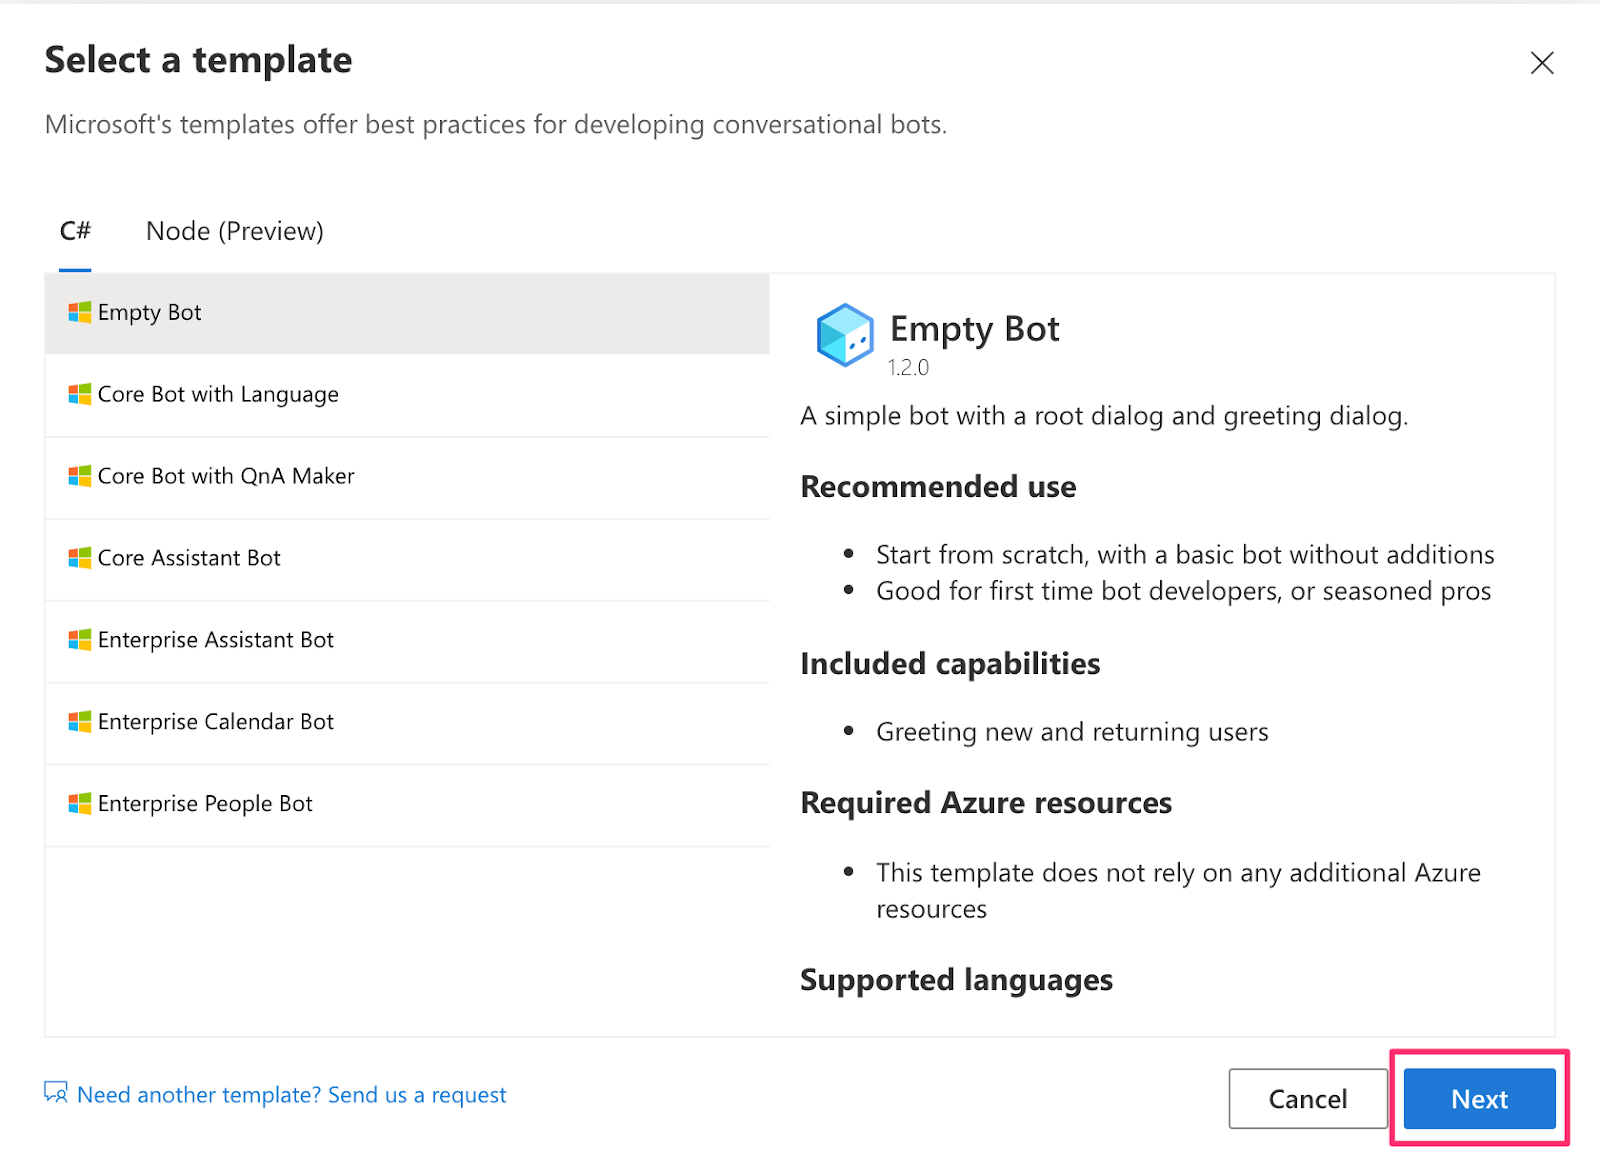 Select a template
Microsoft's templates offer best practices for developing conversational bots.
C#
Node (Preview)
Empty Bot
Core Bot with Language
Core Bot with QnA Maker
Core Assistant Bot
Enterprise Assistant Bot
Enterprise Calendar Bot
Enterprise People Bot
Empty Bot
1.2.0
A simple bot with a root dialog and greeting dialog.
Recommended use
• Start from scratch, with a basic bot without additions
• Good for first time bot developers, or seasoned pros
Included capabilities
• Greeting new and returning users
Required Azure resources
• This template does not rely on any additional Azure
resources
Supported languages
Need another template? Send us a request
Cancel
Next